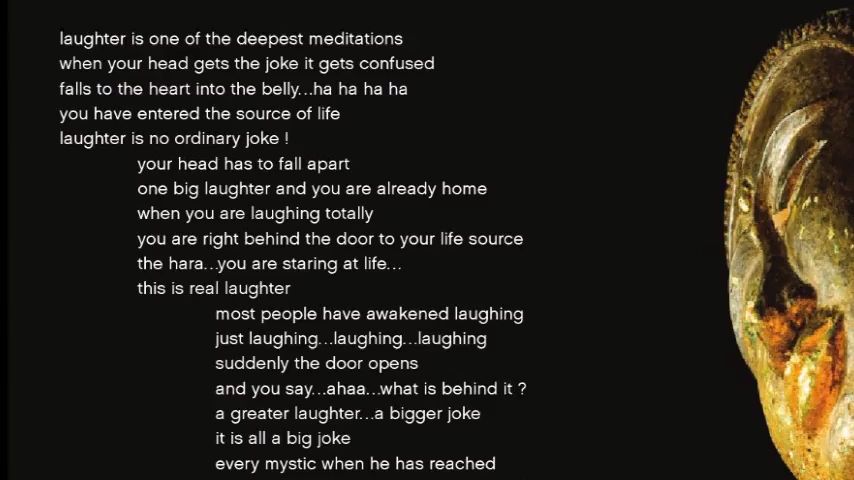 laughter is one of the deepest meditations
when your head gets the joke it gets confused
falls to the heart into the belly...ha ha ha ha
you have entered the source of life
laughter is no ordinary joke !
your head has to fall apart
one big laughter and you are already home
when you are laughing totally
you are right behind the door to your life source
the hara...you are staring at life...
this is real laughter
most people have awakened laughing
just laughing...laughing...laughing
suddenly the door opens
and you say...ahaa...what is behind it ?
a greater laughter...a bigger joke
it is all a big joke
every mystic when he has reached